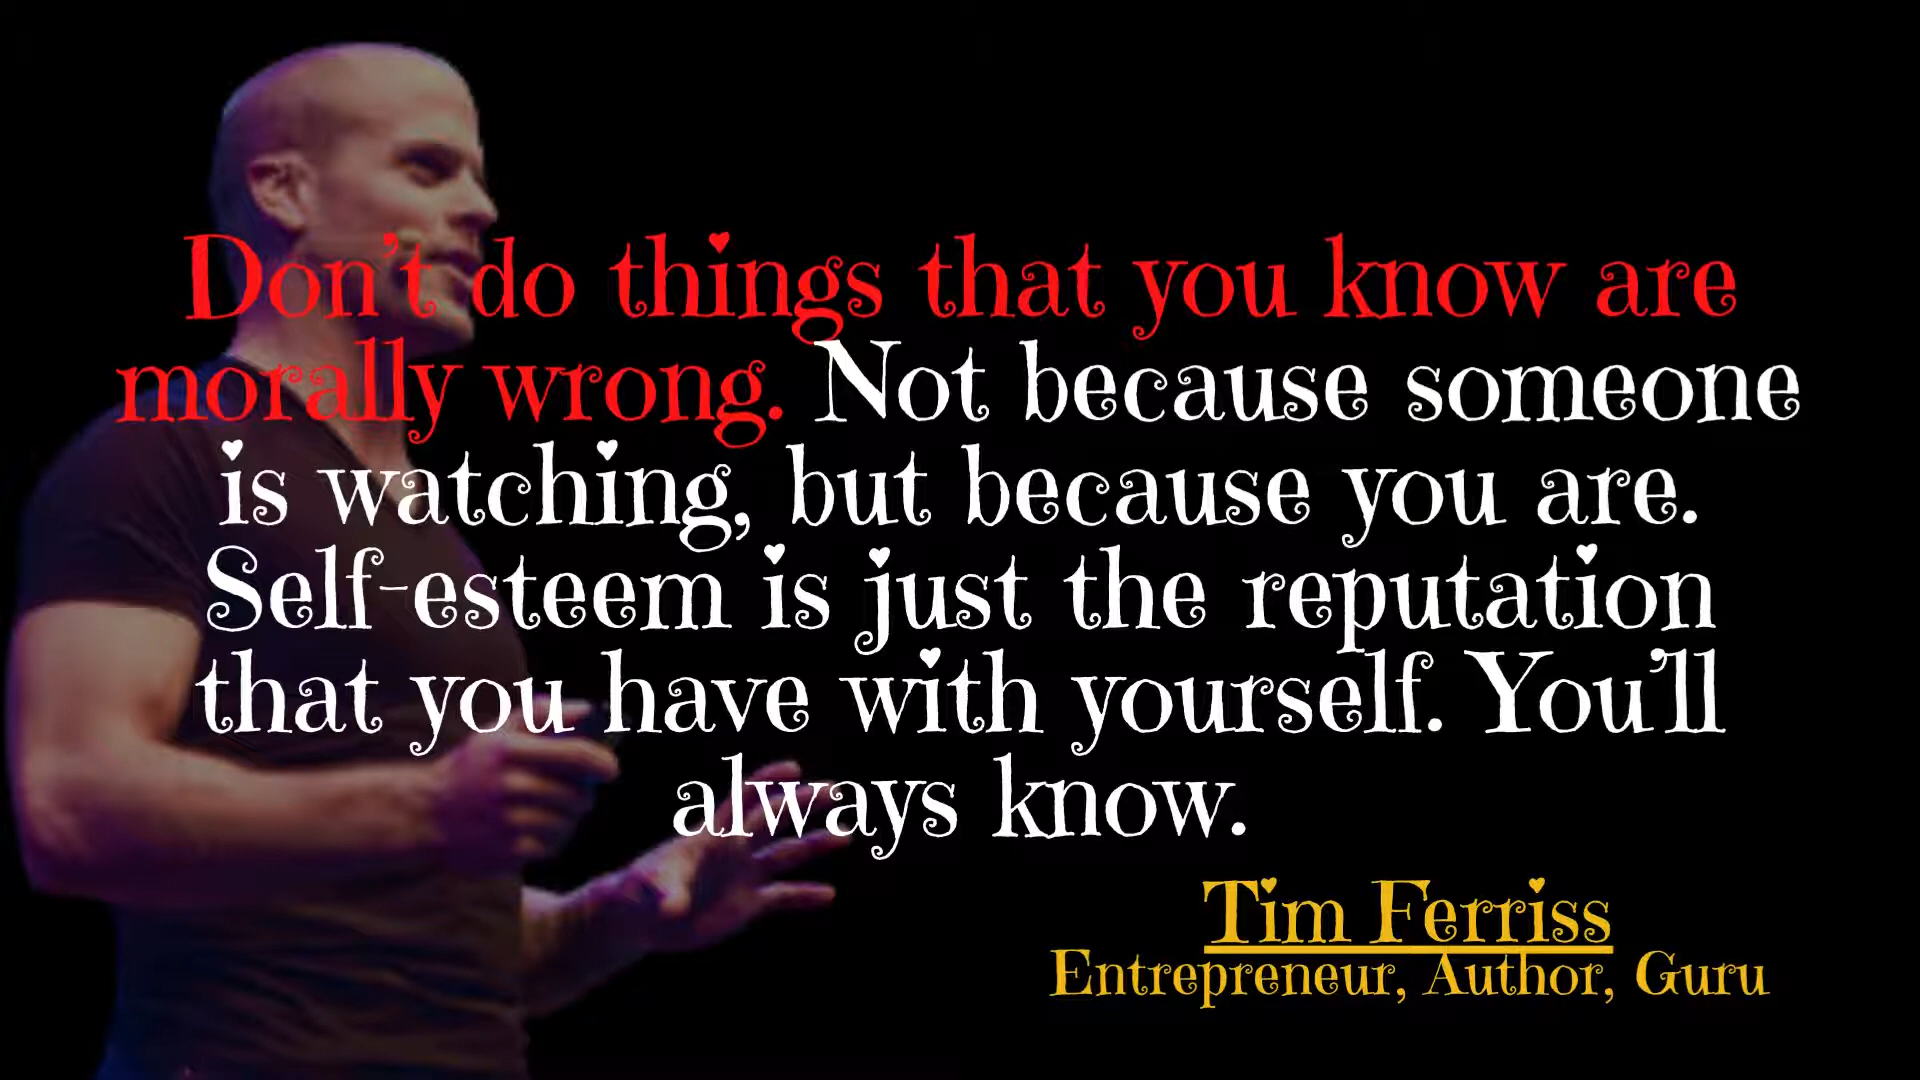 Don't do things that you know are
morally wrong. Not because someone
is watching, but because you are.
Self-esteem is just the reputation
that you have with yourself. You'll
always know.
Tim Ferriss
Entrepreneur, Author, Guru